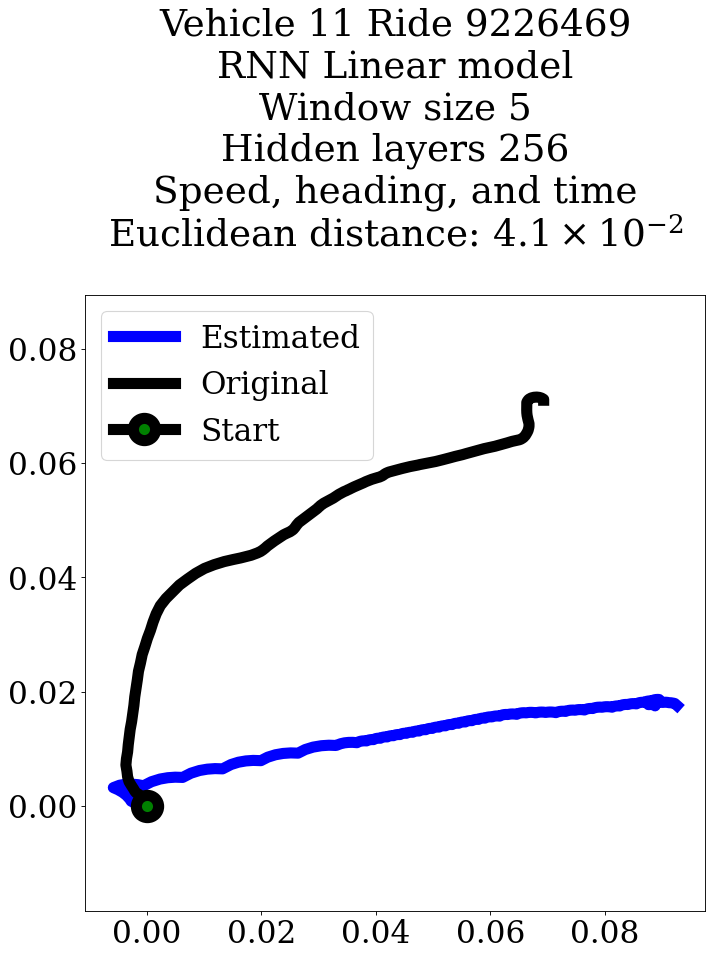 Vehicle 11 Ride 9226469
RNN Linear model
Window size 5
Hidden layers 256
Speed, heading, and time
Euclidean distance: 4.1 × 10⁻²
Estimated
Original
Start
0.08
0.06
0.04
0.02
0.00
0.00 0.02 0.04 0.06 0.08